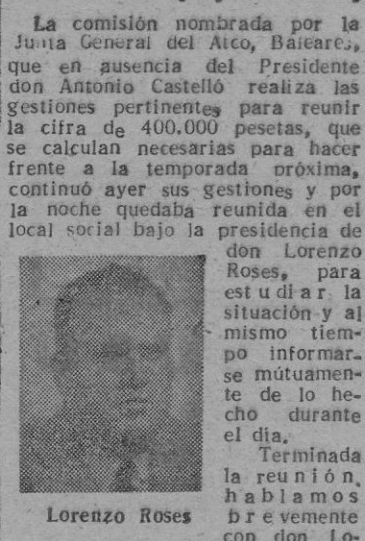 La comisión nombrada por la
Junta General del Atco, Baleares,
que en ausencia del Presidente
don Antonio Castelló realiza las
gestiones pertinentes para reunir
la cifra de 400.000 pesetas, que
se calculan necesarias para hacer
frente a la temporada próxima,
continuó ayer sus gestiones y por
la noche quedaba reunida en el
local social bajo la presidencia de
don Lorenzo
Roses, para
estudiar la
situación y al
mismo tiem-
po informar-
se mútuamen-
te de lo he-
cho durante
el día.
Terminada
la reunión,
hablamos
brevemente
con don Lo-
Lorenzo Roses